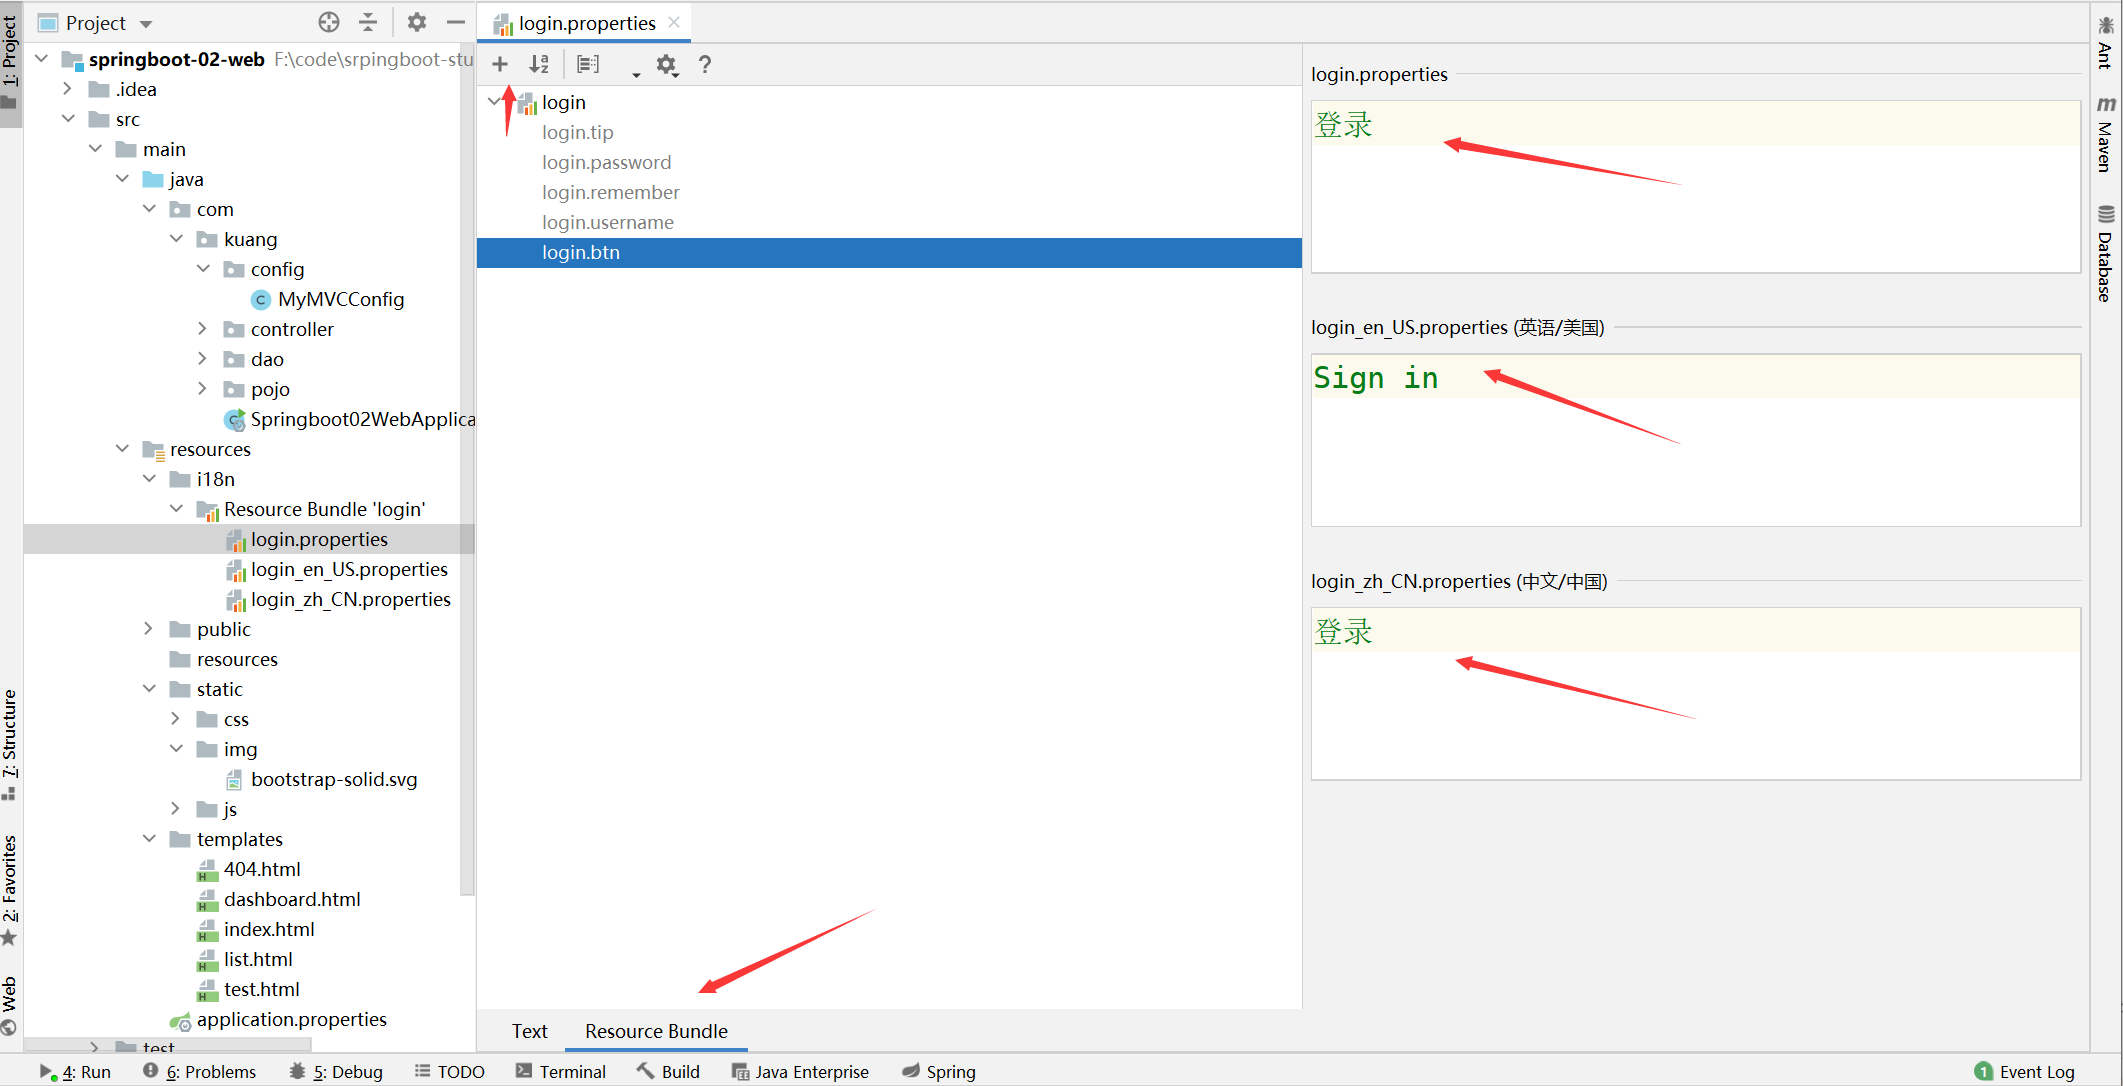 1: Project
Project
springboot-02-web F:\code\srpingboot-stu
.idea
src
main
java
com
kuang
config
MyMVCConfig
controller
dao
pojo
Springboot02WebApplica
resources
i18n
Resource Bundle 'login'
login.properties
login_en_US.properties
login_zh_CN.properties
public
resources
static
css
img
bootstrap-solid.svg
js
templates
404.html
dashboard.html
index.html
list.html
test.html
application.properties
test
7: Structure
2: Favorites
Web
login.properties
login
login.tip
login.password
login.remember
login.username
login.btn
Text Resource Bundle
login.properties
登录
login_en_US.properties (英语/美国)
Sign in
login_zh_CN.properties (中文/中国)
登录
Ant
m Maven
Database
4: Run 6: Problems 5: Debug TODO Terminal Build Java Enterprise Spring 1 Event Log